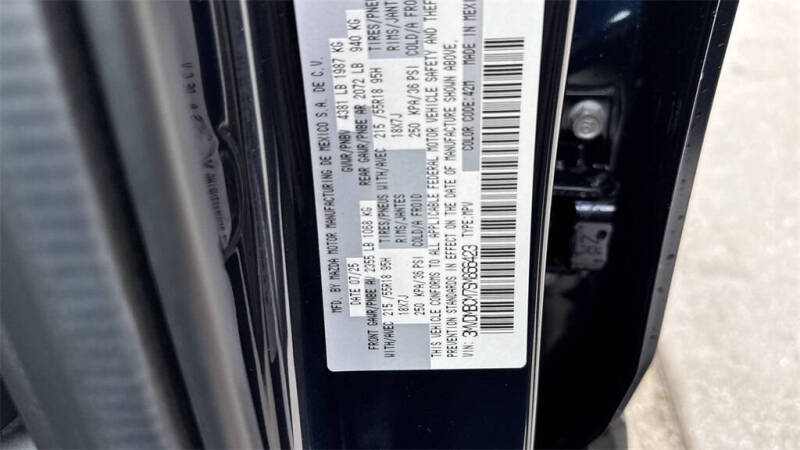 MFD. BY MAZDA MOTOR MANUFACTURING DE MEXICO S.A. DE C.V.
DATE 07/25 GVWR/PNBV 4381 LB 1987 KG
FRONT GAWR/PNBE AV 2355 LB 1068 KG REAR GAWR/PNBE AR 2072 LB 940 KG
WITH/AVEC 215 /55R18 95H TIRES/PNEUS WITH/AVEC 215 /55R18 95H TIRES/PNEU
18X7J RIMS/JANTES 18X7J RIMS/JANT
250 KPA/36 PSI COLD/A FROID 250 KPA/36 PSI COLD/A FROI
THIS VEHICLE CONFORMS TO ALL APPLICABLE FEDERAL MOTOR VEHICLE SAFETY AND THEFT
PREVENTION STANDARDS IN EFFECT ON THE DATE OF MANUFACTURE SHOWN ABOVE.
VIN: TYPE:MPV COLOR CODE:42M MADE IN MEXICO